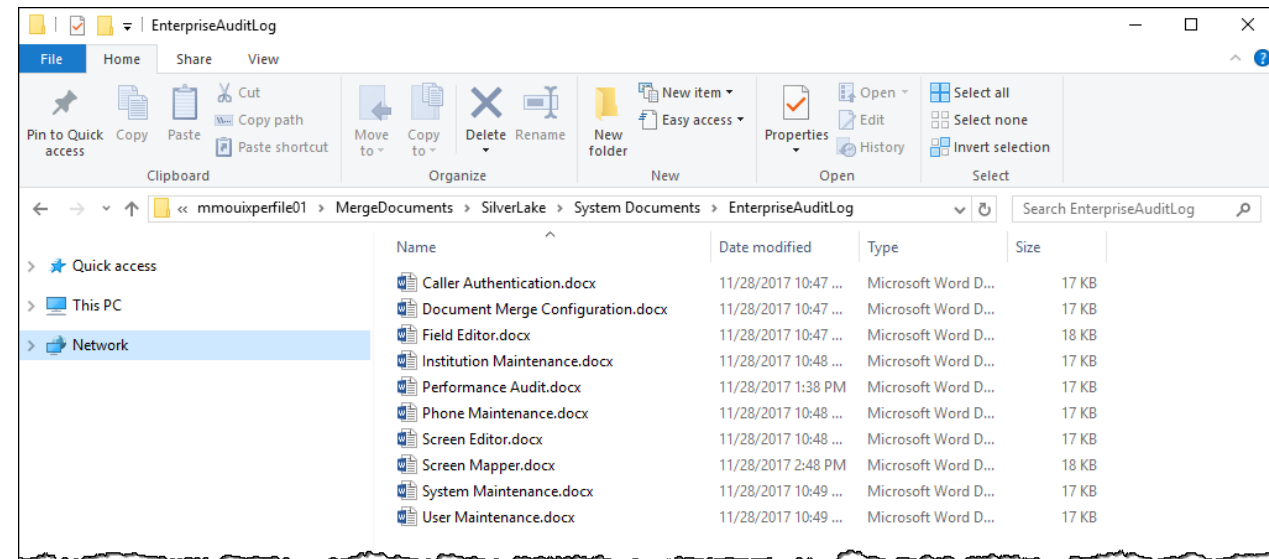 EnterpriseAuditLog
File Home Share View
Pin to Quick access Copy Paste Cut Copy path Paste shortcut
Clipboard
Move to Copy to Delete Rename
Organize
New folder New item Easy access
New
Properties Open Edit History
Open
Select all Select none Invert selection
Select
« mmouixperfile01 > MergeDocuments > SilverLake > System Documents > EnterpriseAuditLog Search EnterpriseAuditLog
Quick access
This PC
Network
Name Date modified Type Size
Caller Authentication.docx 11/28/2017 10:47 ... Microsoft Word D... 17 KB
Document Merge Configuration.docx 11/28/2017 10:47 ... Microsoft Word D... 17 KB
Field Editor.docx 11/28/2017 10:47 ... Microsoft Word D... 18 KB
Institution Maintenance.docx 11/28/2017 10:48 ... Microsoft Word D... 17 KB
Performance Audit.docx 11/28/2017 1:38 PM Microsoft Word D... 17 KB
Phone Maintenance.docx 11/28/2017 10:48 ... Microsoft Word D... 17 KB
Screen Editor.docx 11/28/2017 10:48 ... Microsoft Word D... 17 KB
Screen Mapper.docx 11/28/2017 2:48 PM Microsoft Word D... 18 KB
System Maintenance.docx 11/28/2017 10:49 ... Microsoft Word D... 17 KB
User Maintenance.docx 11/28/2017 10:49 ... Microsoft Word D... 17 KB